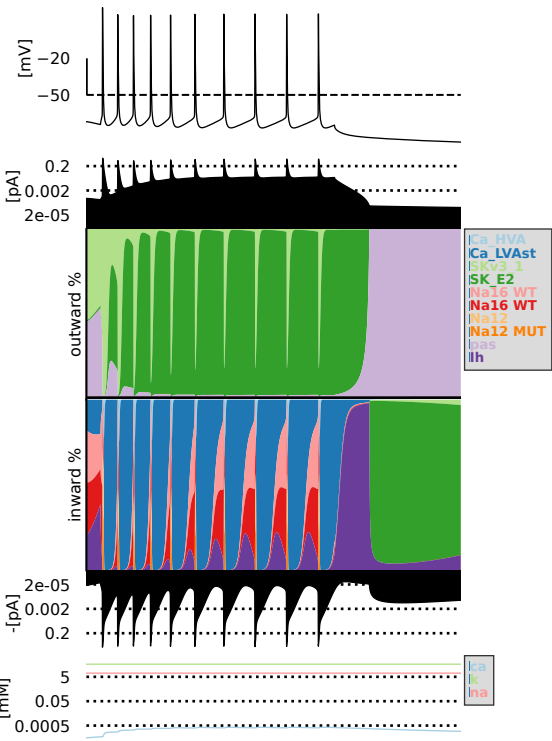 [mV]
−20
−50
[pA]
0.2
0.002
2e-05
outward %
Ca_HVA
Ca_LVAst
SKv3_1
SK_E2
Na16 WT
Na16 WT
Na12
Na12 MUT
pas
Ih
inward %
-[pA]
2e-05
0.002
0.2
[mM]
5
0.05
0.0005
ca
k
na